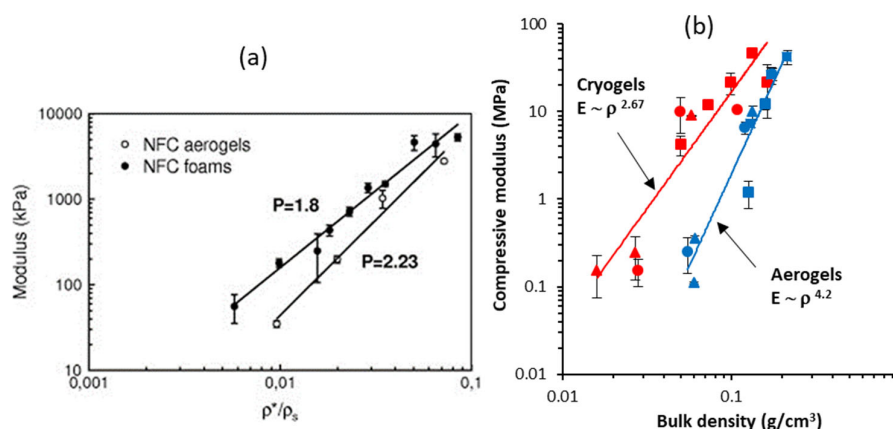 (a)
10000
1000
100
10
Modulus (kPa)
NFC aerogels
NFC foams
P=1.8
P=2.23
0,001
0,01
0,1
ρ*/ρs
(b)
100
10
1
0.1
0.01
Compressive modulus (MPa)
Cryogels
E ~ ρ 2.67
Aerogels
E ~ ρ 4.2
0.01
0.1
Bulk density (g/cm³)